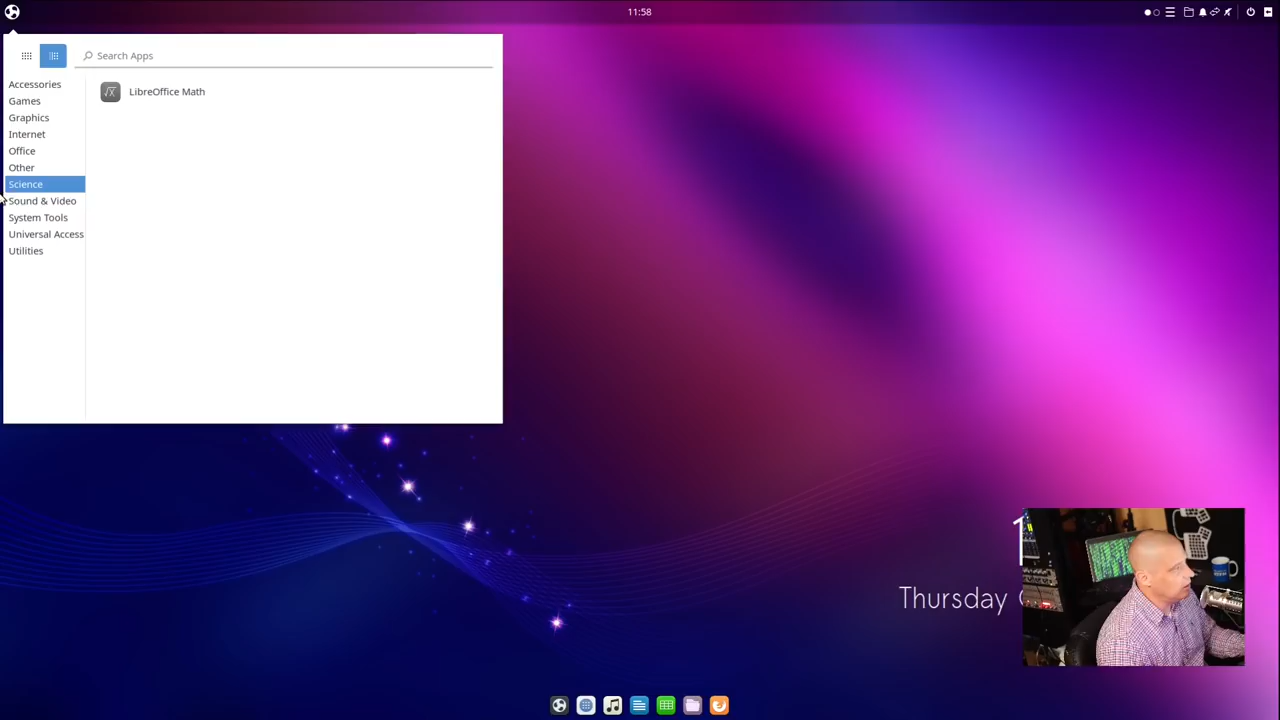 11:58
Search Apps
Accessories
Games
Graphics
Internet
Office
Other
Science
Sound & Video
System Tools
Universal Access
Utilities
LibreOffice Math
1
Thursday